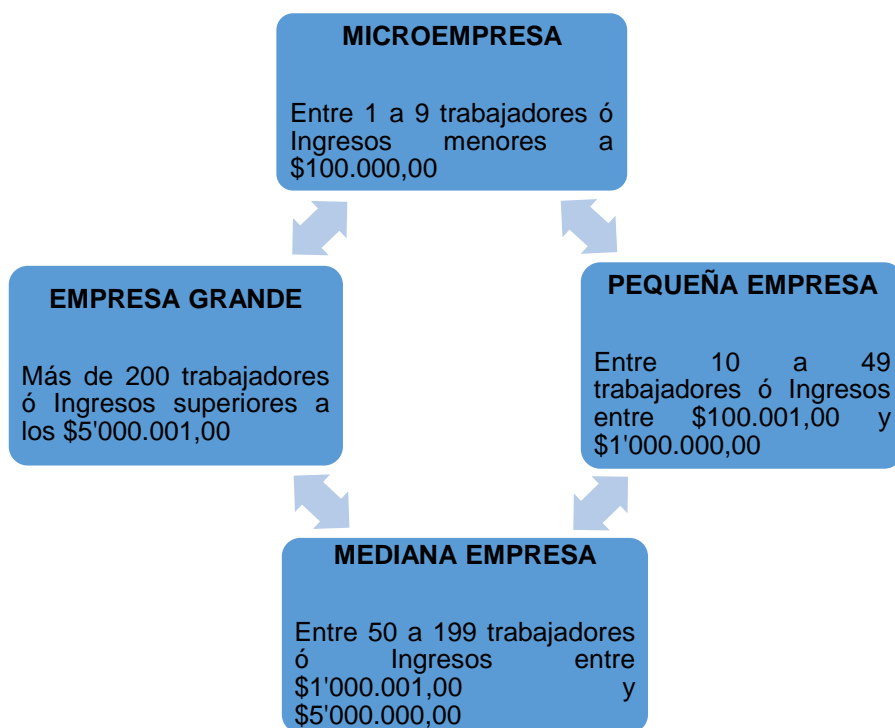 MICROEMPRESA
Entre 1 a 9 trabajadores ó
Ingresos menores a
$100.000,00
EMPRESA GRANDE
Más de 200 trabajadores
ó Ingresos superiores a
los $5'000.001,00
PEQUEÑA EMPRESA
Entre 10 a 49
trabajadores ó Ingresos
entre $100.001,00 y
$1'000.000,00
MEDIANA EMPRESA
Entre 50 a 199 trabajadores
ó Ingresos entre
$1'000.001,00 y
$5'000.000,00